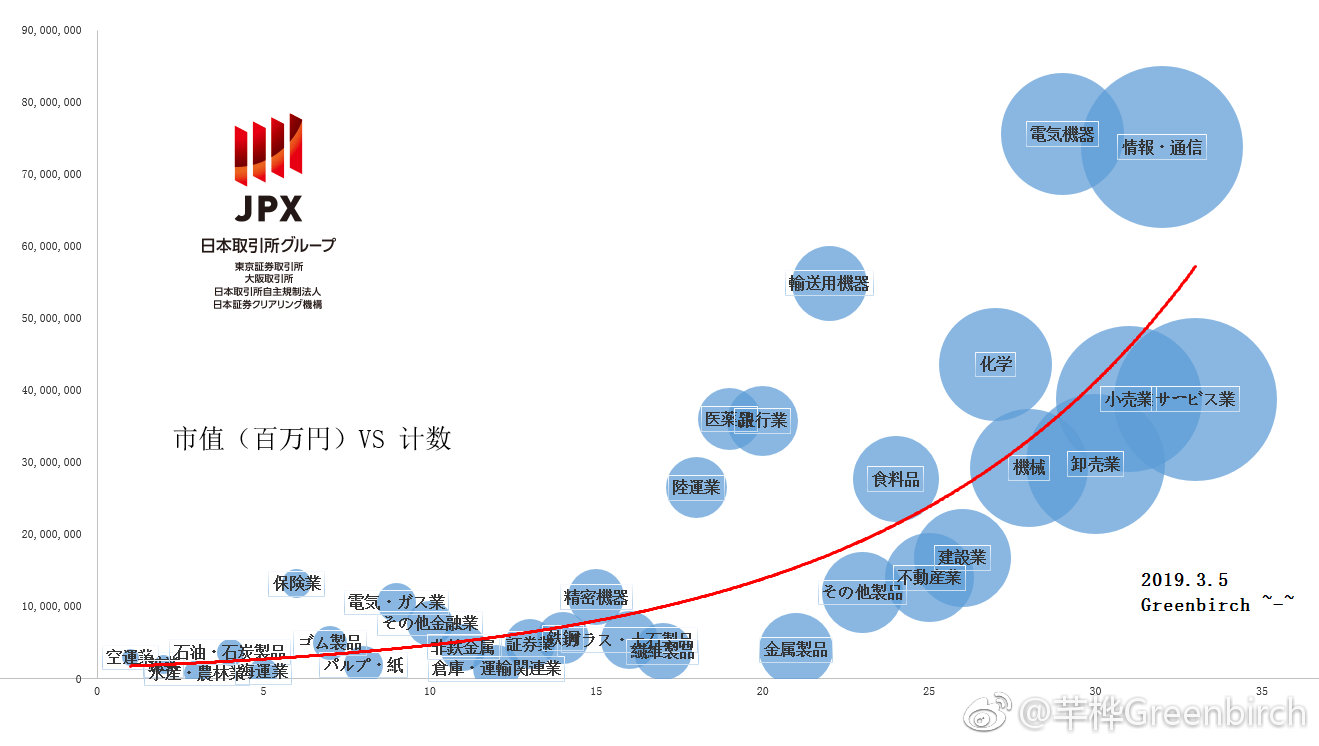 90,000,000
80,000,000
70,000,000
60,000,000
50,000,000
40,000,000
30,000,000
20,000,000
10,000,000
0
JPX
日本取引所グループ
東京証券取引所
大阪取引所
日本取引所自主規制法人
日本証券クリアリング機構
市值（百万円）VS 计数
電気機器
情報・通信
輸送用機器
化学
小売業
サービス業
医薬品
銀行業
機械
卸売業
陸運業
食料品
建設業
不動産業
その他製品
保険業
電気・ガス業
精密機器
その他金融業
ゴム製品
非鉄金属
証券業
鉄鋼
ガラス・土石製品
繊維製品
金属製品
空運業
石油・石炭製品
水産・農林業
海運業
パルプ・紙
倉庫・運輸関連業
2019.3.5
Greenbirch ~-~
0
5
10
15
20
25
30
35
@芊桦Greenbirch